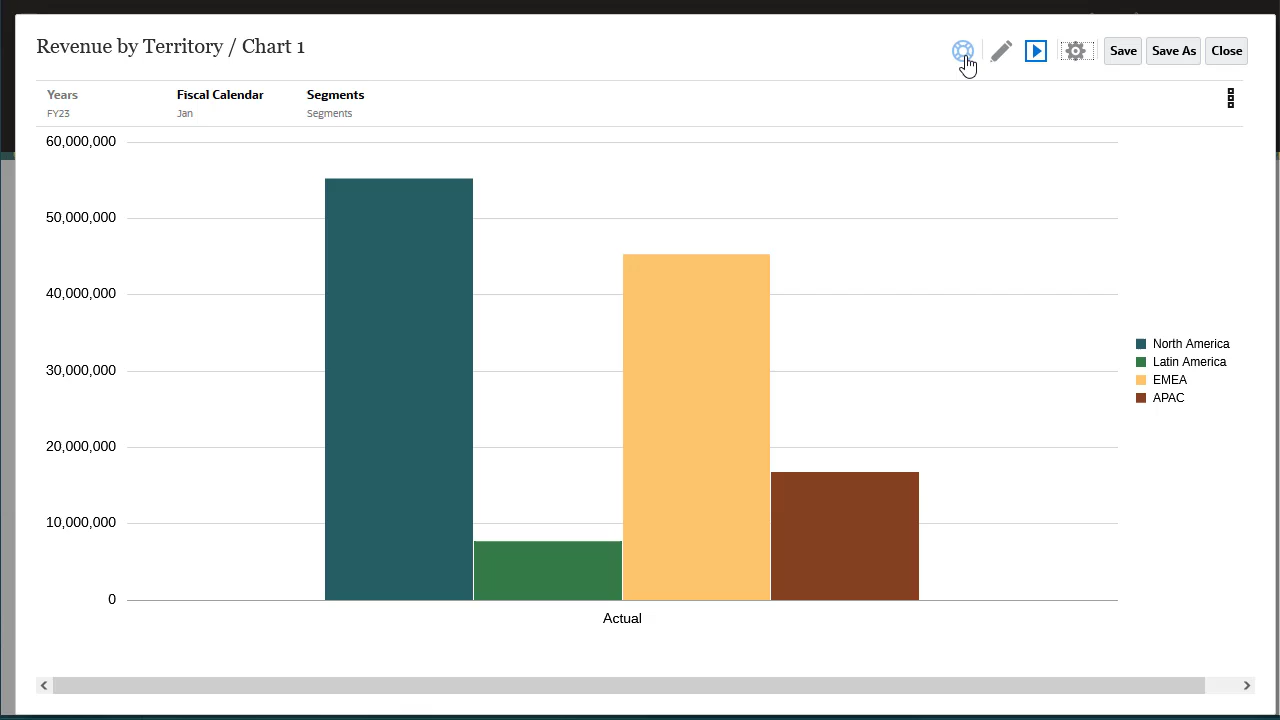 Revenue by Territory / Chart 1
Save
Save As
Close
Years
Fiscal Calendar
Segments
FY23
Jan
Segments
60,000,000
50,000,000
40,000,000
30,000,000
20,000,000
10,000,000
0
Actual
North America
Latin America
EMEA
APAC